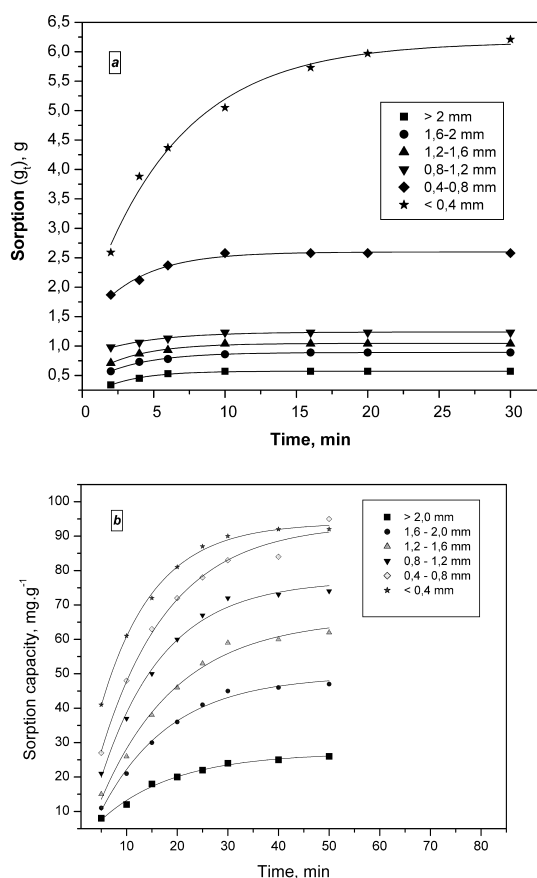 6,5
6,0
5,5
5,0
4,5
4,0
3,5
3,0
2,5
2,0
1,5
1,0
0,5
Sorption (gₜ), g
a
> 2 mm
1,6-2 mm
1,2-1,6 mm
0,8-1,2 mm
0,4-0,8 mm
< 0,4 mm
0 5 10 15 20 25 30
Time, min
100
90
80
70
60
50
40
30
20
10
Sorption capacity, mg.g⁻¹
b
> 2,0 mm
1,6 - 2,0 mm
1,2 - 1,6 mm
0,8 - 1,2 mm
0,4 - 0,8 mm
< 0,4 mm
10 20 30 40 50 60 70 80
Time, min